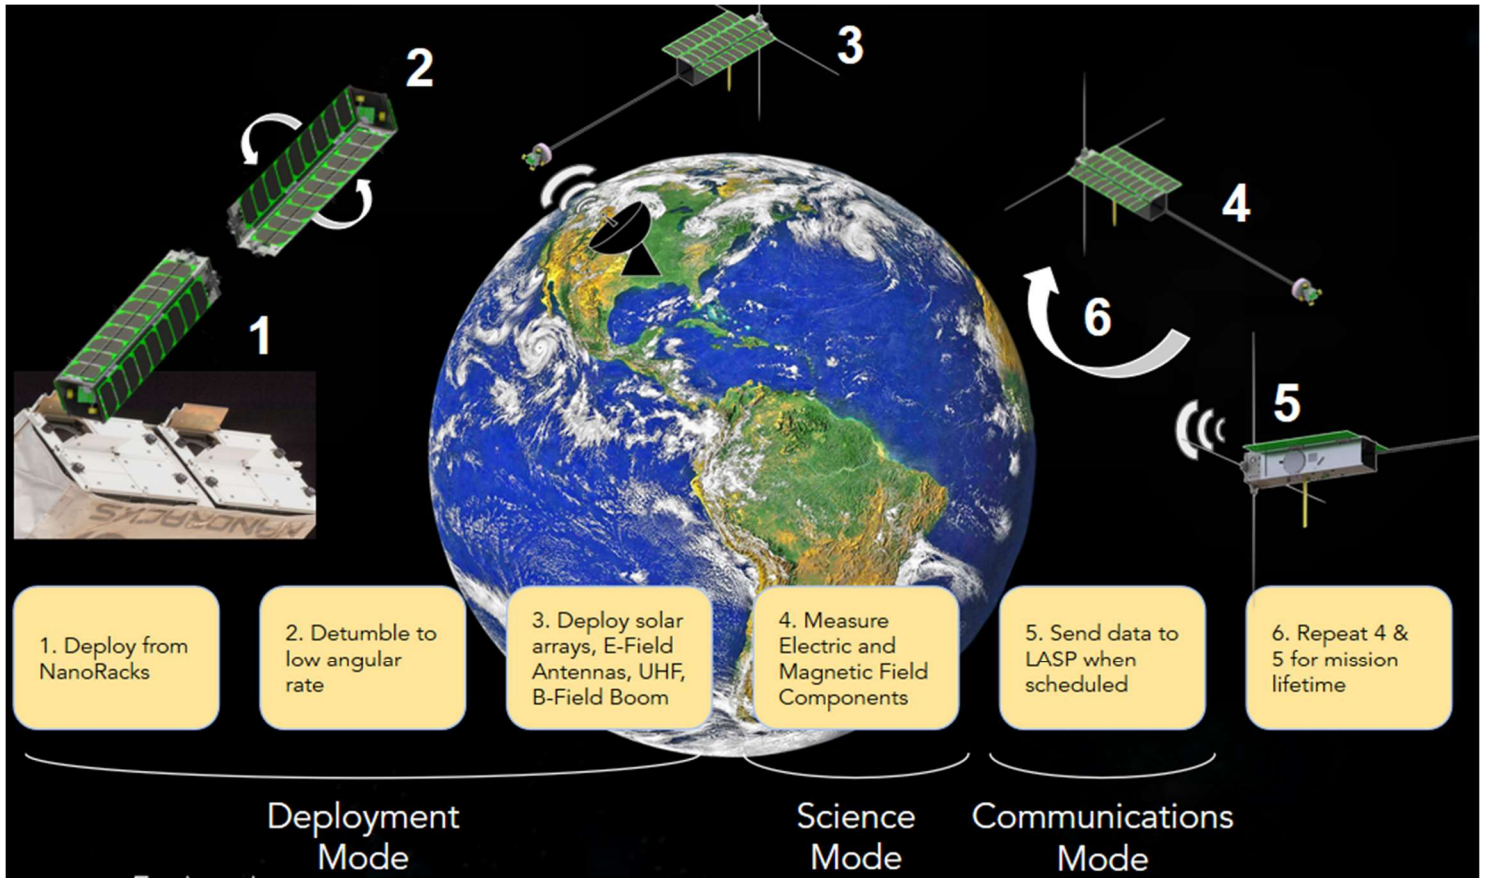 2
3
4
1
6
5
NANORACKS
1. Deploy from
NanoRacks
2. Detumble to
low angular
rate
3. Deploy solar
arrays, E-Field
Antennas, UHF,
B-Field Boom
4. Measure
Electric and
Magnetic Field
Components
5. Send data to
LASP when
scheduled
6. Repeat 4 &
5 for mission
lifetime
Deployment
Mode
Science
Mode
Communications
Mode